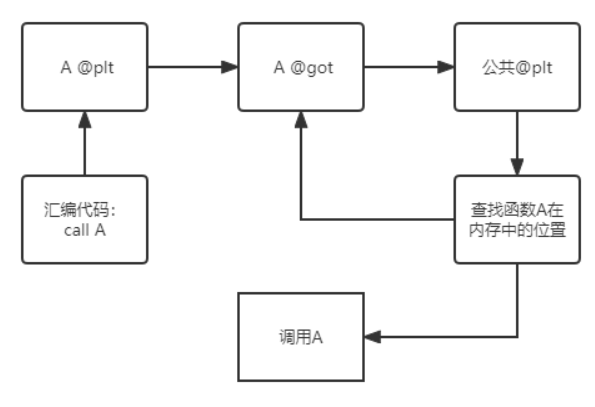 A @plt
A @got
公共@plt
汇编代码：
call A
查找函数A在
内存中的位置
调用A